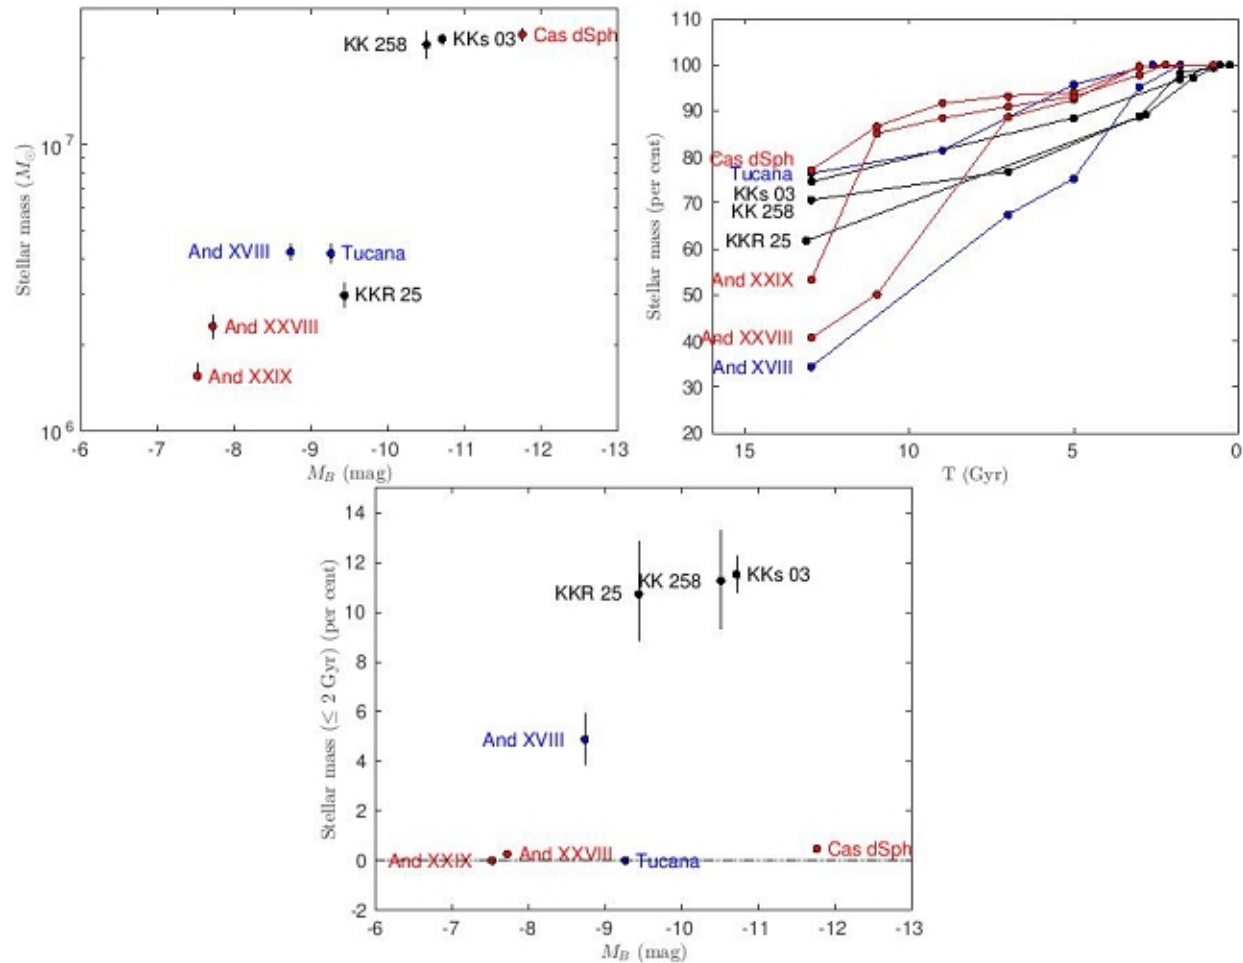 KK 258
KKs 03
Cas dSph
10^7
Stellar mass (M_⊙)
And XVIII
Tucana
KKR 25
And XXVIII
And XXIX
10^6
-6 -7 -8 -9 -10 -11 -12 -13
M_B (mag)
110
100
90
80
70
60
50
40
30
20
Stellar mass (per cent)
Cas dSph
Tucana
KKs 03
KK 258
KKR 25
And XXIX
And XXVIII
And XVIII
15 10 5 0
T (Gyr)
14
12
10
8
6
4
2
0
-2
Stellar mass (≤ 2 Gyr) (per cent)
KKR 25
KK 258
KKs 03
And XVIII
And XXIX
And XXVIII
Tucana
Cas dSph
-6 -7 -8 -9 -10 -11 -12 -13
M_B (mag)